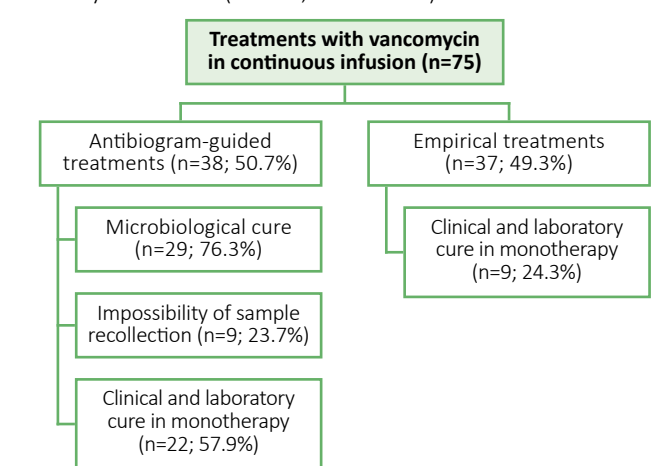 Treatments with vancomycin
in continuous infusion (n=75)
Antibiogram-guided
treatments (n=38; 50.7%)
Empirical treatments
(n=37; 49.3%)
Microbiological cure
(n=29; 76.3%)
Clinical and laboratory
cure in monotherapy
(n=9; 24.3%)
Impossibility of sample
recollection (n=9; 23.7%)
Clinical and laboratory
cure in monotherapy
(n=22; 57.9%)